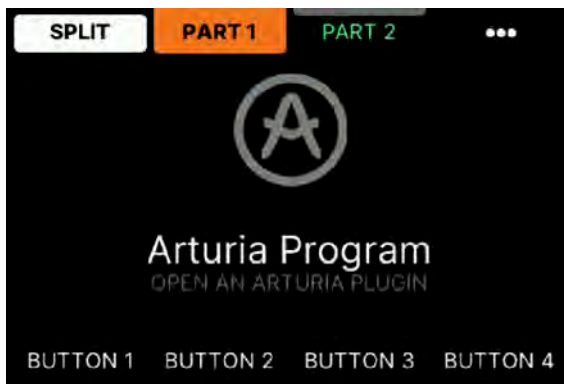 SPLIT PART 1 PART 2 •••
Arturia Program
OPEN AN ARTURIA PLUGIN
BUTTON 1 BUTTON 2 BUTTON 3 BUTTON 4